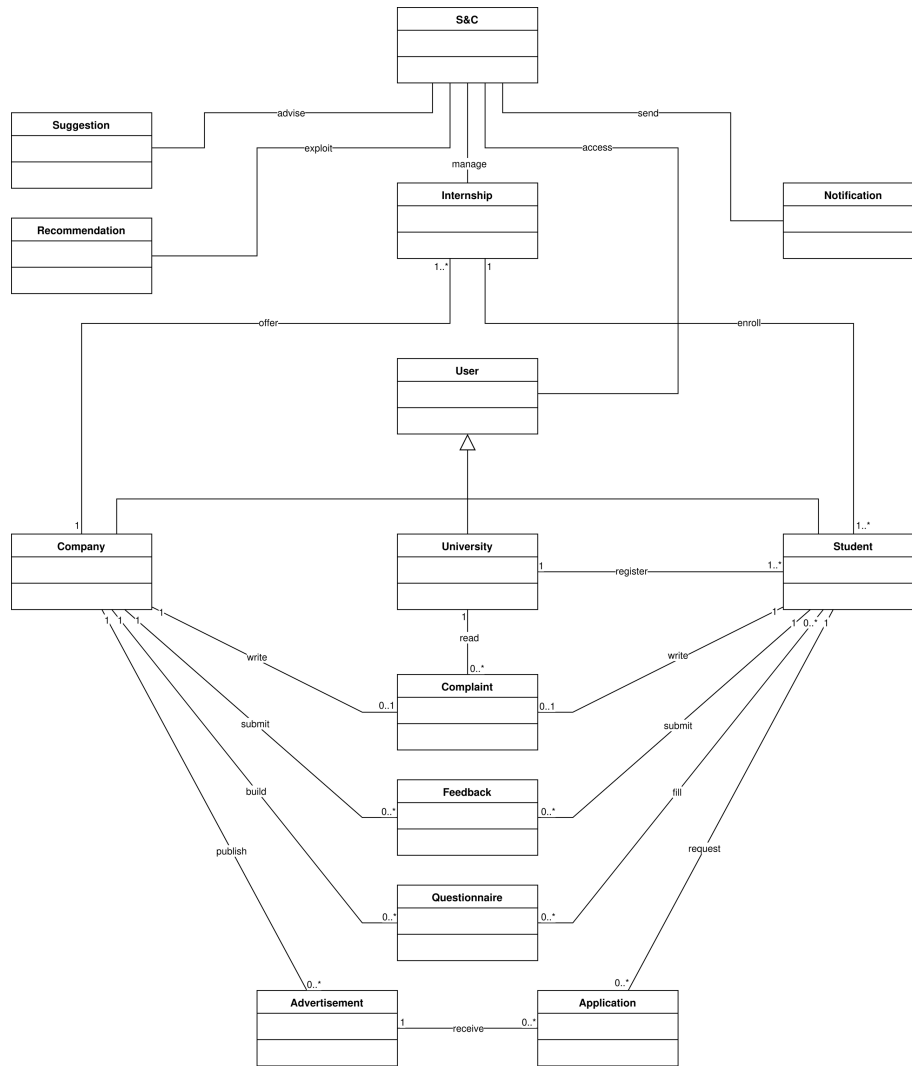 S&C
advise
send
Suggestion
exploit
access
manage
Internship
Notification
Recommendation
1..*
1
offer
enroll
User
1
1..*
Company
University
Student
1
register
1..*
1
1
1
1
1
read
0..*
1
1
0..*
1
write
write
Complaint
0..1
0..1
submit
submit
Feedback
build
fill
0..*
0..*
publish
request
Questionnaire
0..*
0..*
0..*
0..*
Advertisement
Application
1
receive
0..*